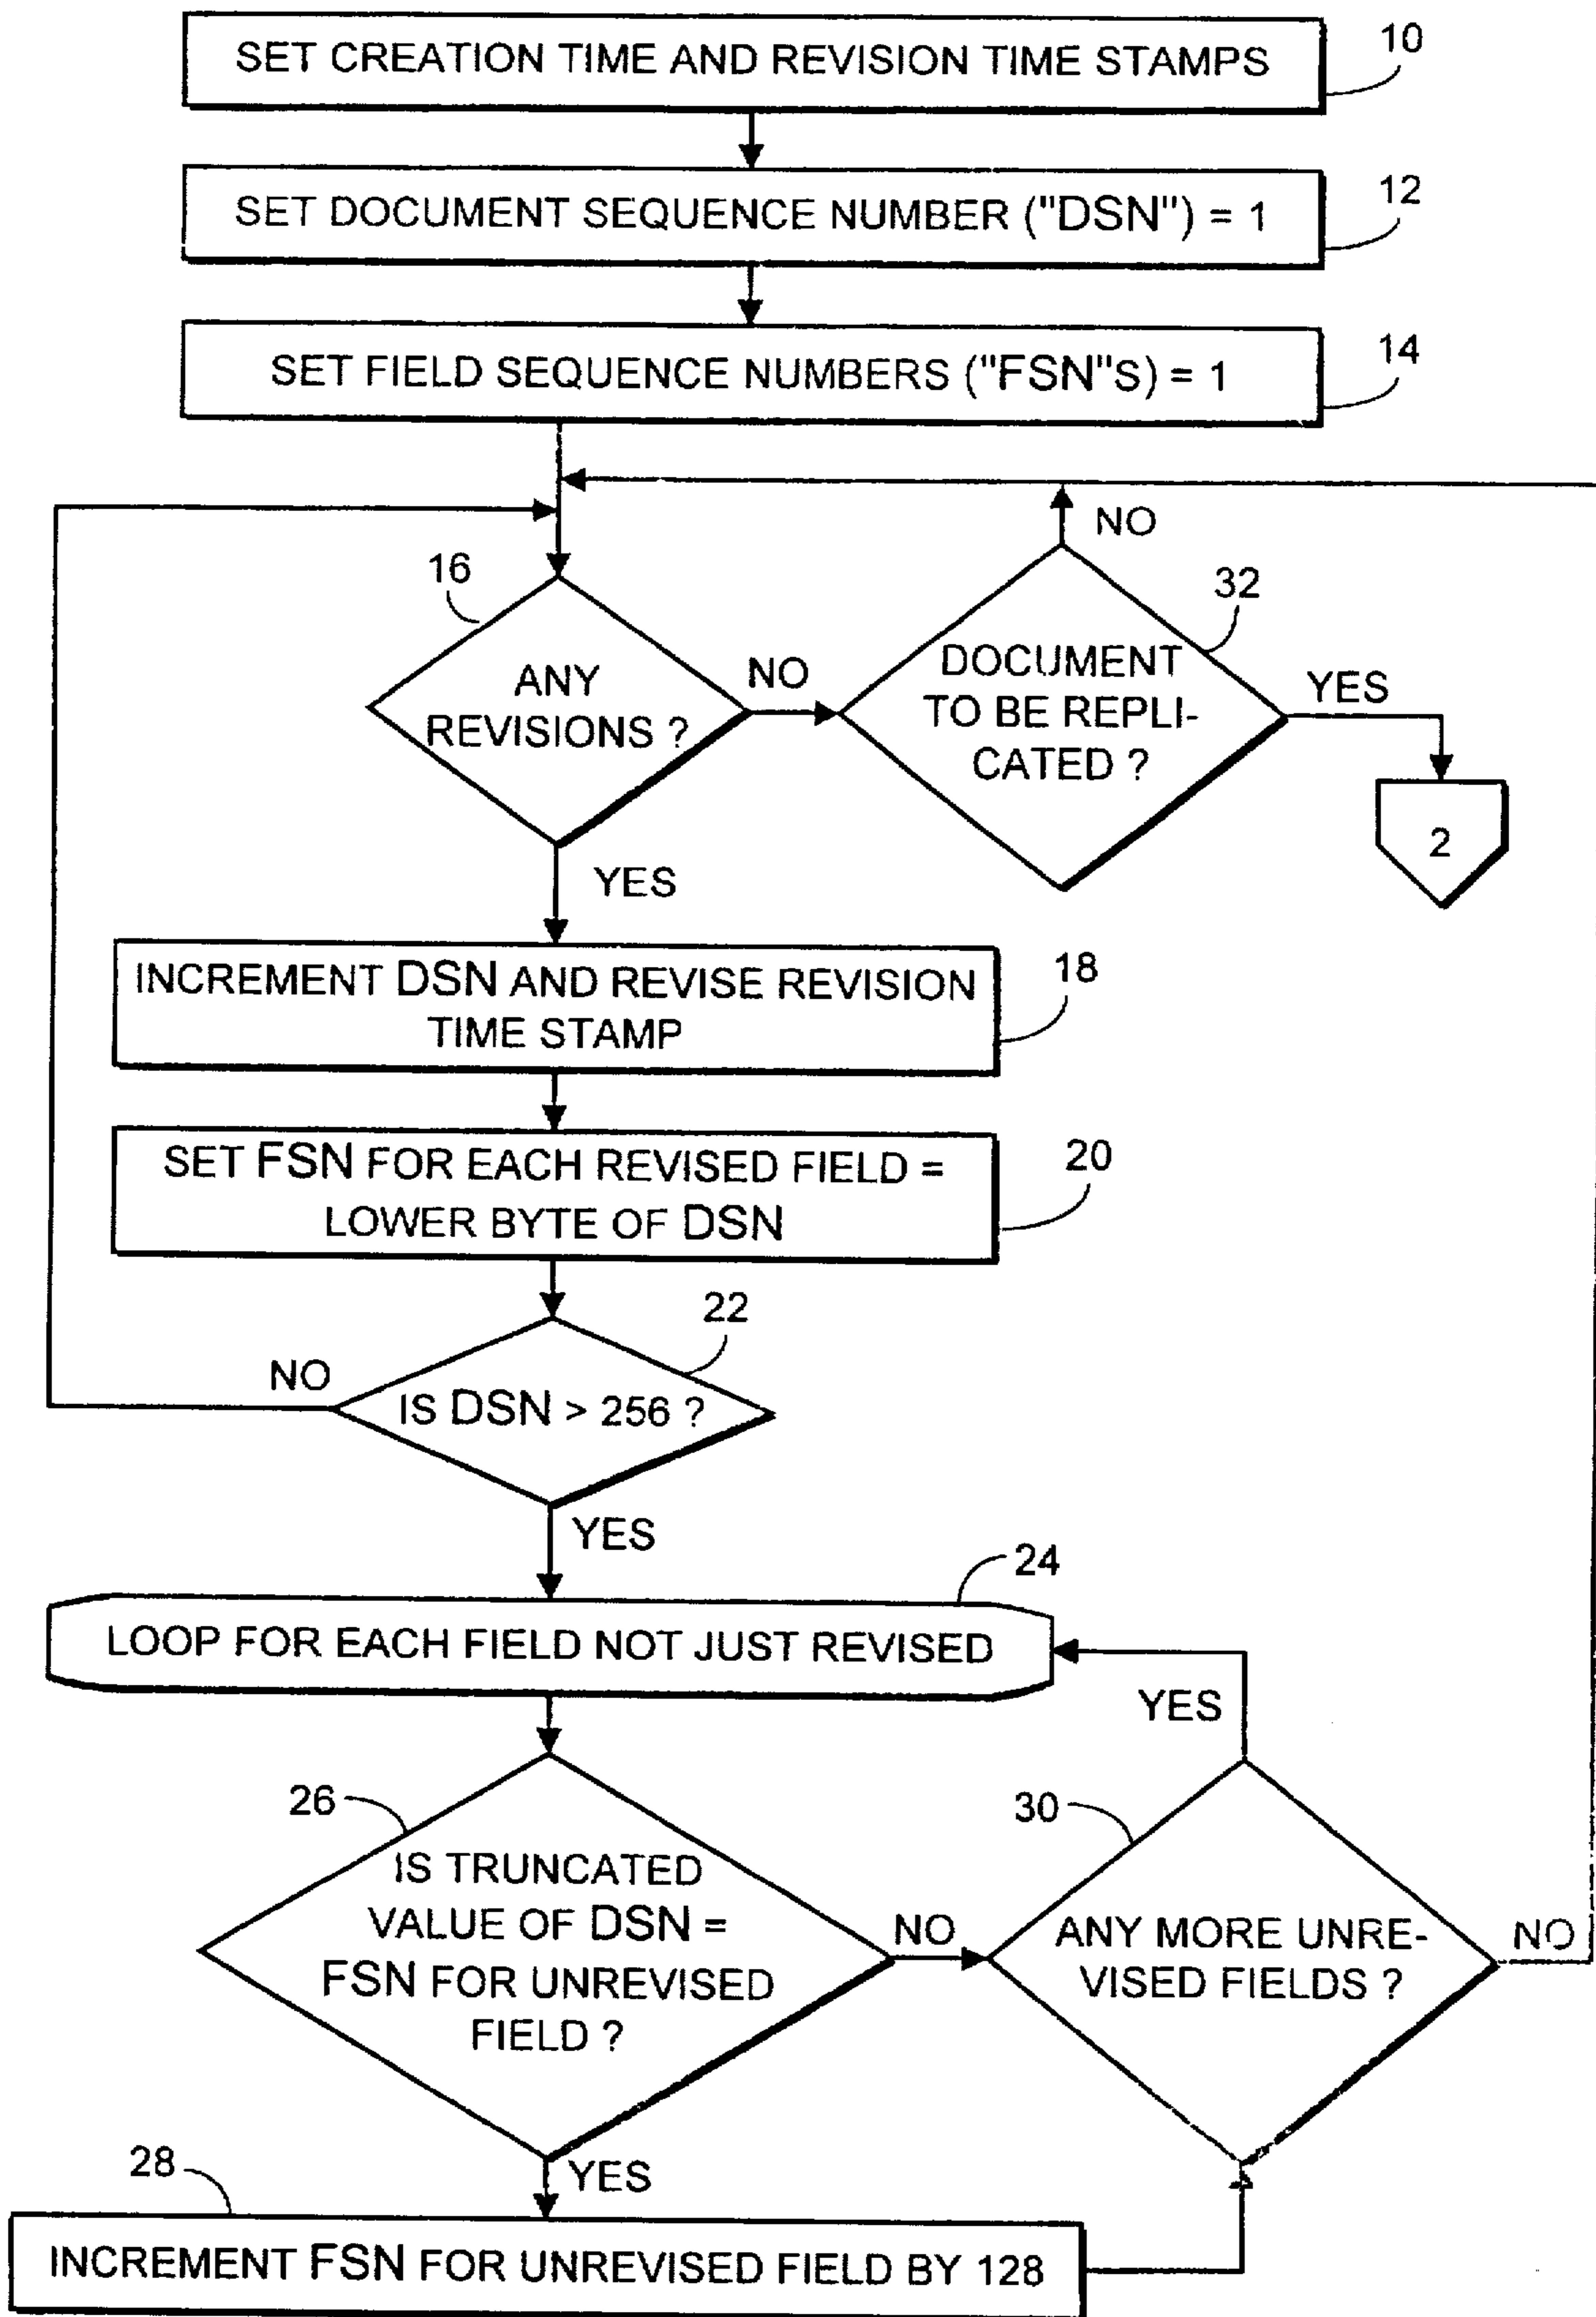 SET CREATION TIME AND REVISION TIME STAMPS
10
SET DOCUMENT SEQUENCE NUMBER ("DSN") = 1
12
SET FIELD SEQUENCE NUMBERS ("FSN"S) = 1
14
NO
16
32
ANY
REVISIONS ?
NO
DOCUMENT
TO BE REPLI-
CATED ?
YES
2
YES
INCREMENT DSN AND REVISE REVISION
TIME STAMP
18
SET FSN FOR EACH REVISED FIELD =
LOWER BYTE OF DSN
20
22
NO
IS DSN > 256 ?
YES
24
LOOP FOR EACH FIELD NOT JUST REVISED
YES
26
30
IS TRUNCATED
VALUE OF DSN =
FSN FOR UNREVISED
FIELD ?
NO
ANY MORE UNRE-
VISED FIELDS ?
NO
28
YES
INCREMENT FSN FOR UNREVISED FIELD BY 128